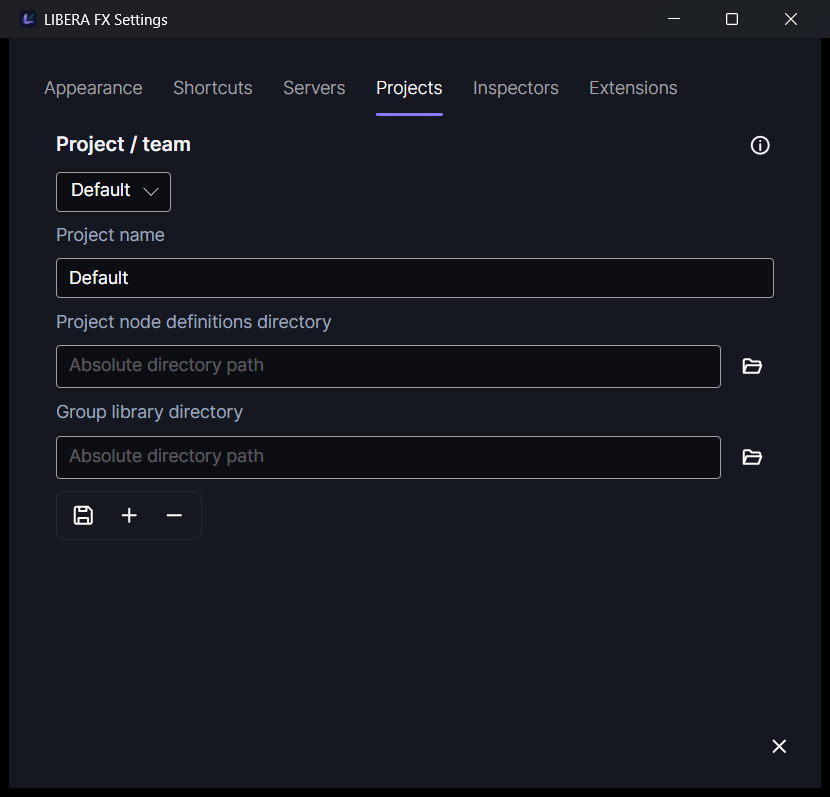 LIBERA FX Settings
Appearance Shortcuts Servers Projects Inspectors Extensions
Project / team
Default
Project name
Default
Project node definitions directory
Absolute directory path
Group library directory
Absolute directory path